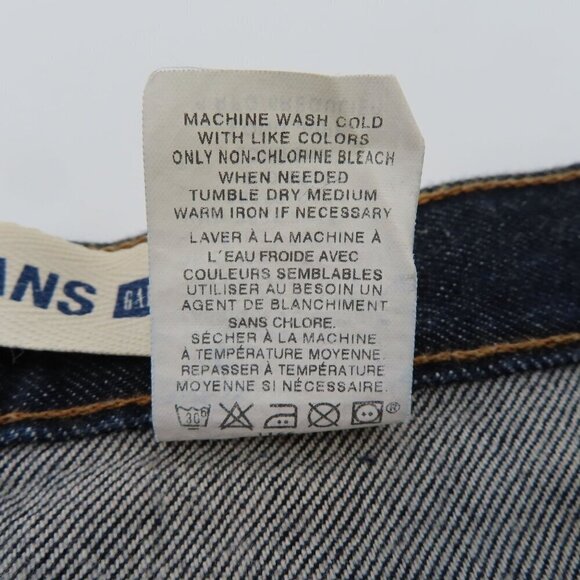 MACHINE WASH COLD
WITH LIKE COLORS
ONLY NON-CHLORINE BLEACH
WHEN NEEDED
TUMBLE DRY MEDIUM
WARM IRON IF NECESSARY
LAVER À LA MACHINE À
L'EAU FROIDE AVEC
COULEURS SEMBLABLES
UTILISER AU BESOIN UN
AGENT DE BLANCHIMENT
SANS CHLORE.
SÉCHER À LA MACHINE
À TEMPÉRATURE MOYENNE.
REPASSER À TEMPÉRATURE
MOYENNE SI NÉCESSAIRE.
30° ®
ANS GA